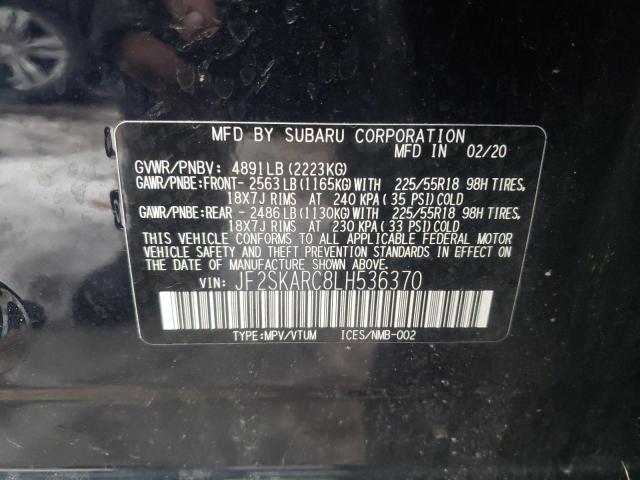 MFD BY SUBARU CORPORATION
MFD IN 02/20
GVWR/PNBV: 4891LB (2223KG)
GAWR/PNBE:FRONT- 2563LB (1165KG) WITH 225/55R18 98H TIRES,
18X7J RIMS AT 240 KPA ( 35 PSI) COLD
GAWR/PNBE:REAR - 2486LB (1130KG) WITH 225/55R18 98H TIRES,
18X7J RIMS AT 230 KPA ( 33 PSI) COLD
THIS VEHICLE CONFORMS TO ALL APPLICABLE FEDERAL MOTOR
VEHICLE SAFETY AND THEFT PREVENTION STANDARDS IN EFFECT ON
THE DATE OF MANUFACTURE SHOWN ABOVE.
VIN: JF2SKARC8LH536370
TYPE:MPV/VTUM ICES/NMB-002